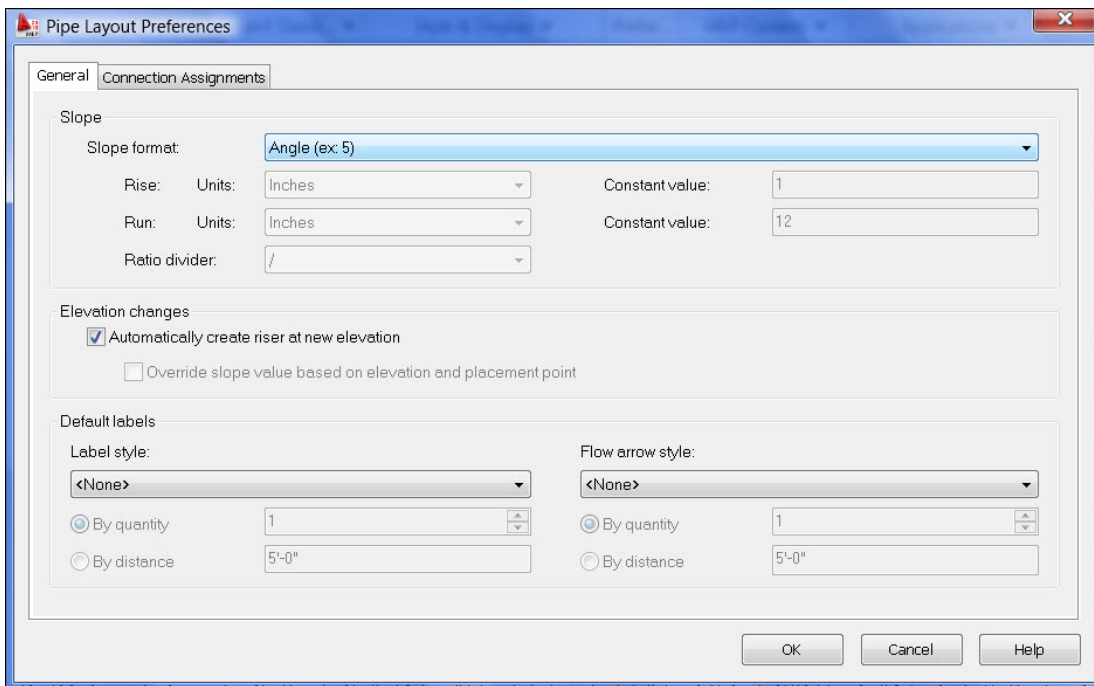 Pipe Layout Preferences
General Connection Assignments
Slope
Slope format: Angle (ex: 5)
Rise: Units: Inches Constant value: 1
Run: Units: Inches Constant value: 12
Ratio divider: /
Elevation changes
Automatically create riser at new elevation
Override slope value based on elevation and placement point
Default labels
Label style: Flow arrow style:
<None> <None>
By quantity 1 By quantity 1
By distance 5'-0" By distance 5'-0"
OK Cancel Help